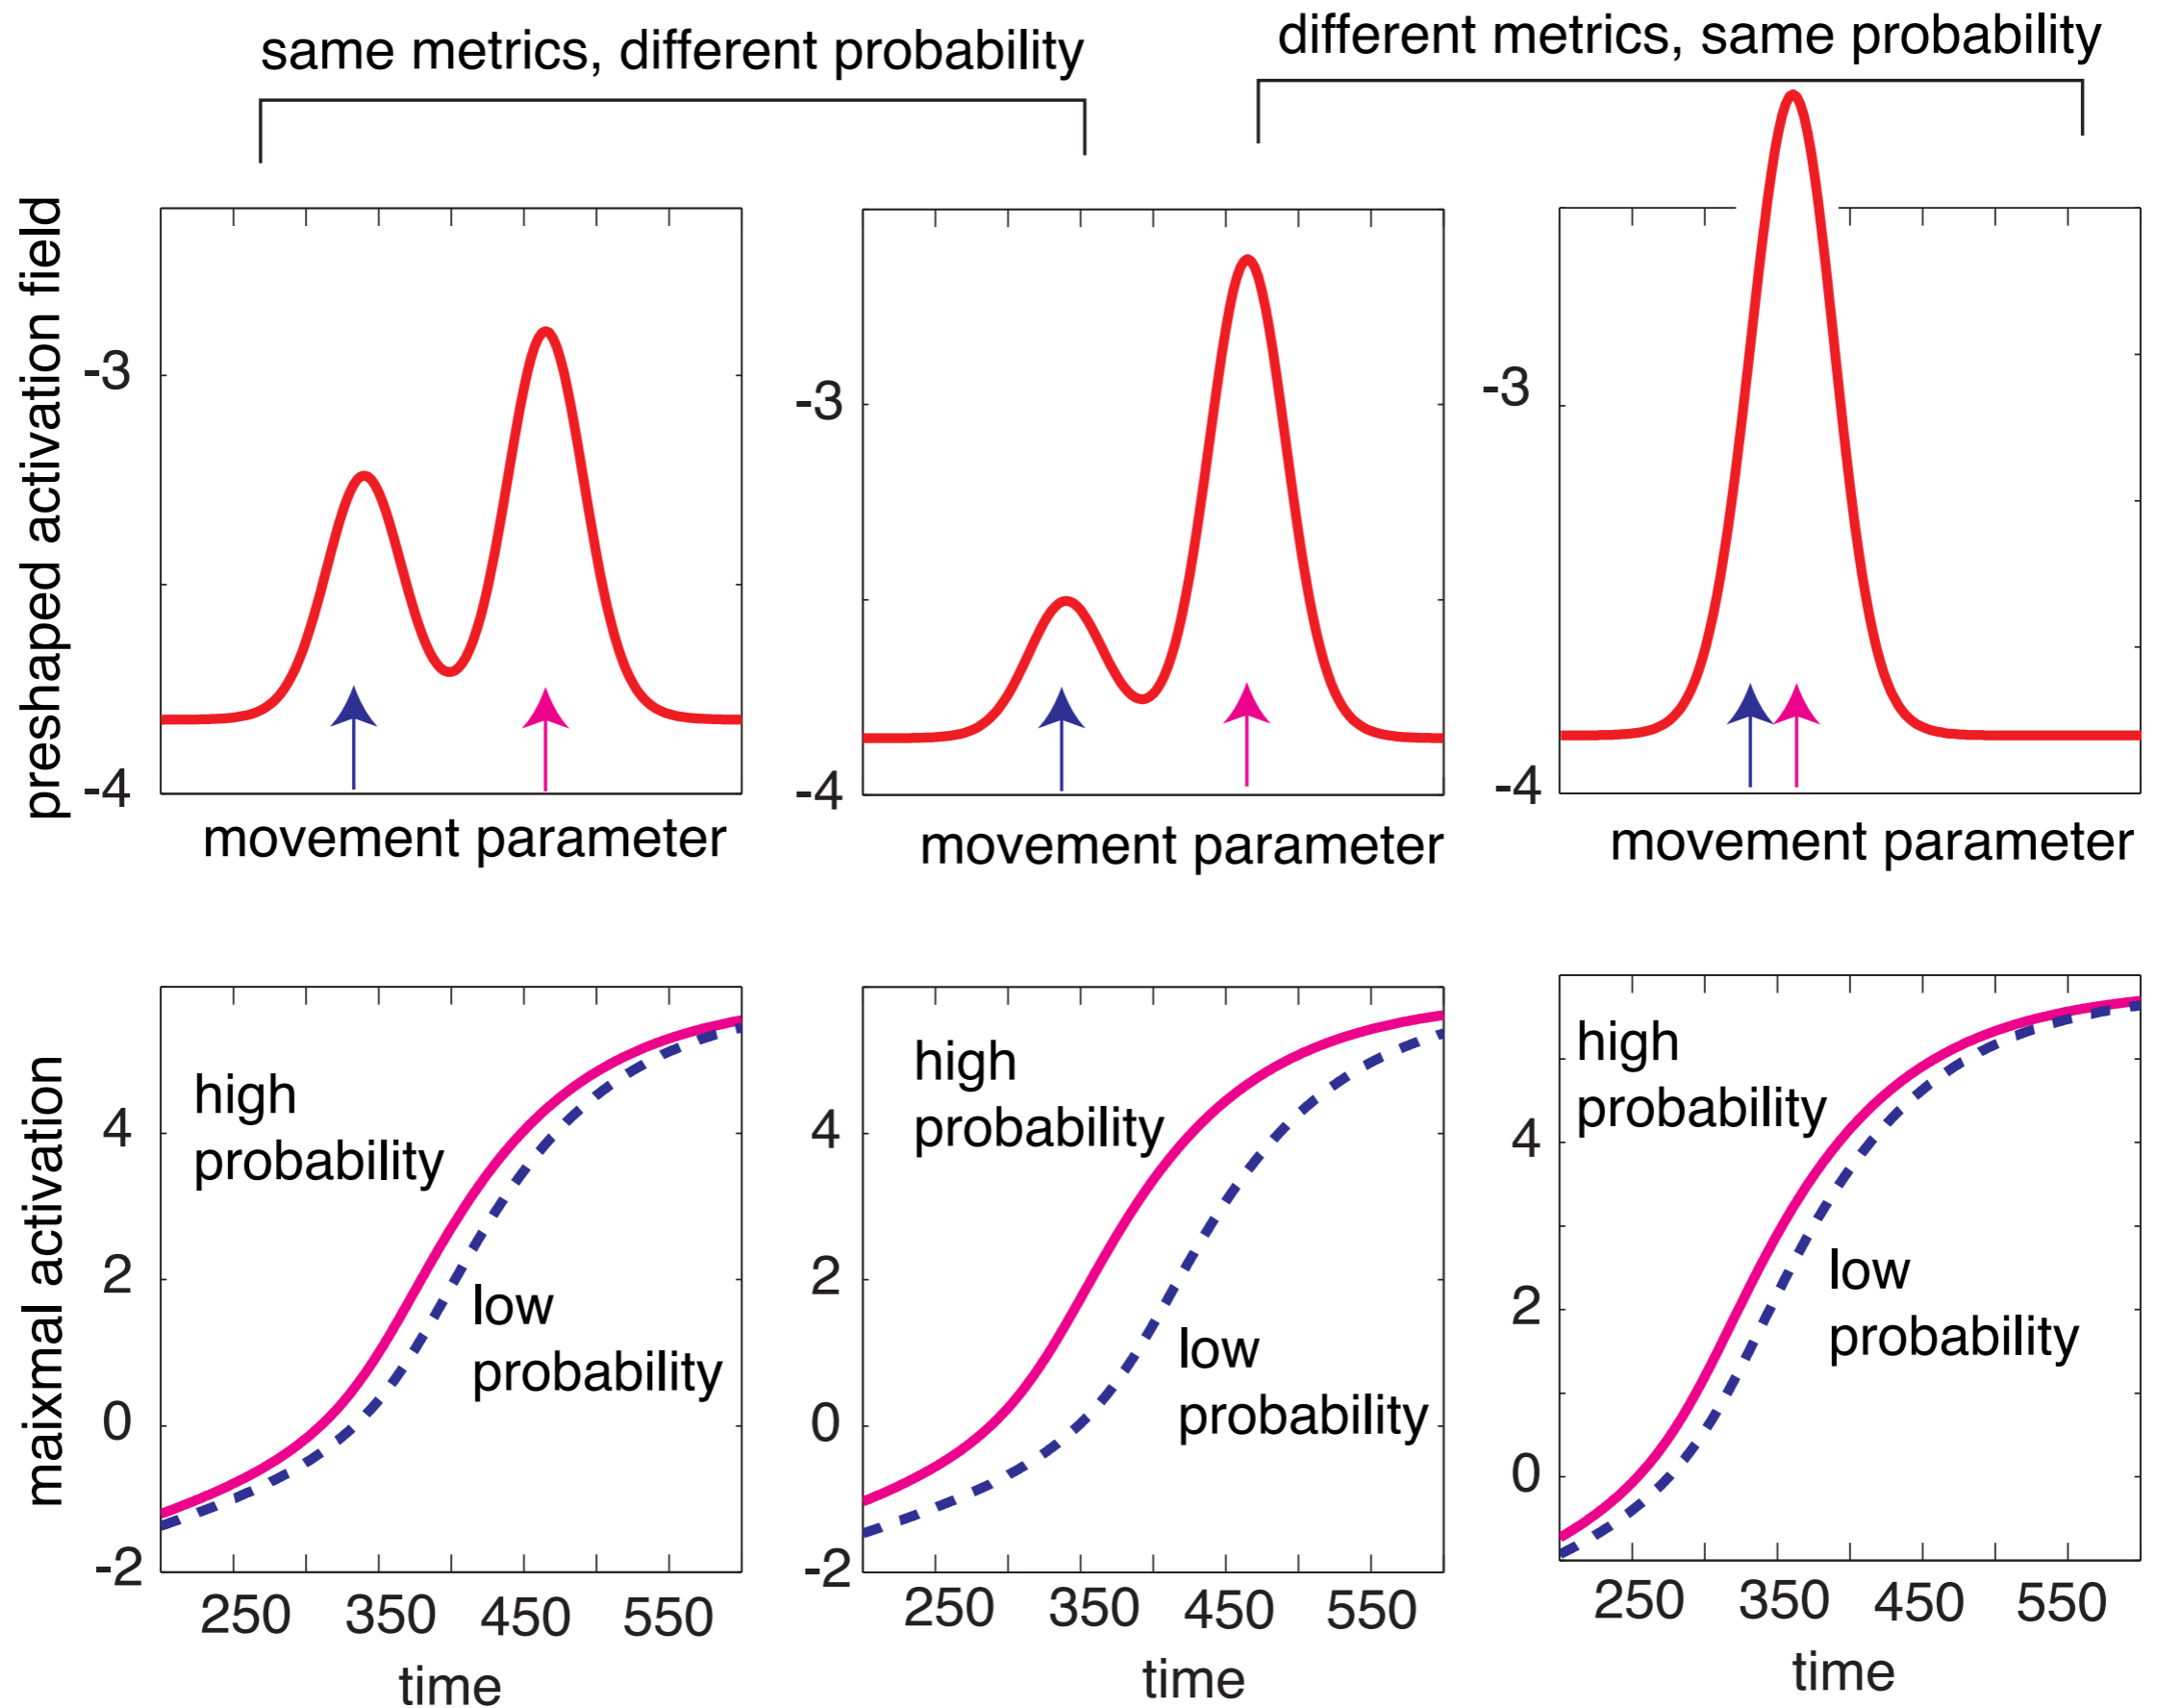 same metrics, different probability
different metrics, same probability
preshaped activation field
-3
-4
movement parameter
-3
-4
movement parameter
-3
-4
movement parameter
maixmal activation
4
2
0
-2
high
probability
low
probability
250 350 450 550
time
4
2
0
-2
high
probability
low
probability
250 350 450 550
time
4
2
0
high
probability
low
probability
250 350 450 550
time